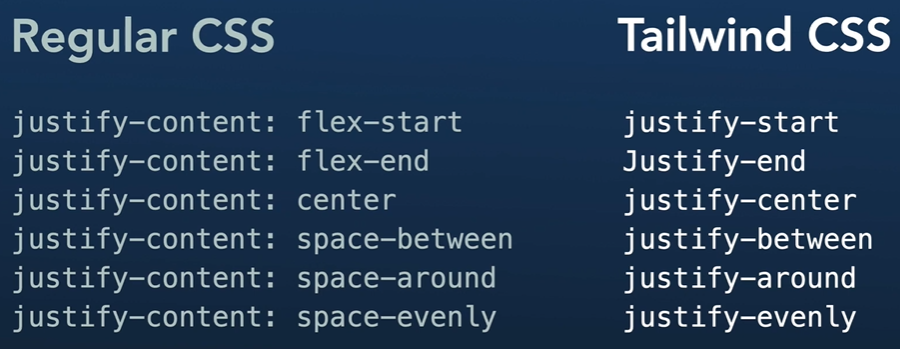 Regular CSS Tailwind CSS
justify-content: flex-start justify-start
justify-content: flex-end Justify-end
justify-content: center justify-center
justify-content: space-between justify-between
justify-content: space-around justify-around
justify-content: space-evenly justify-evenly